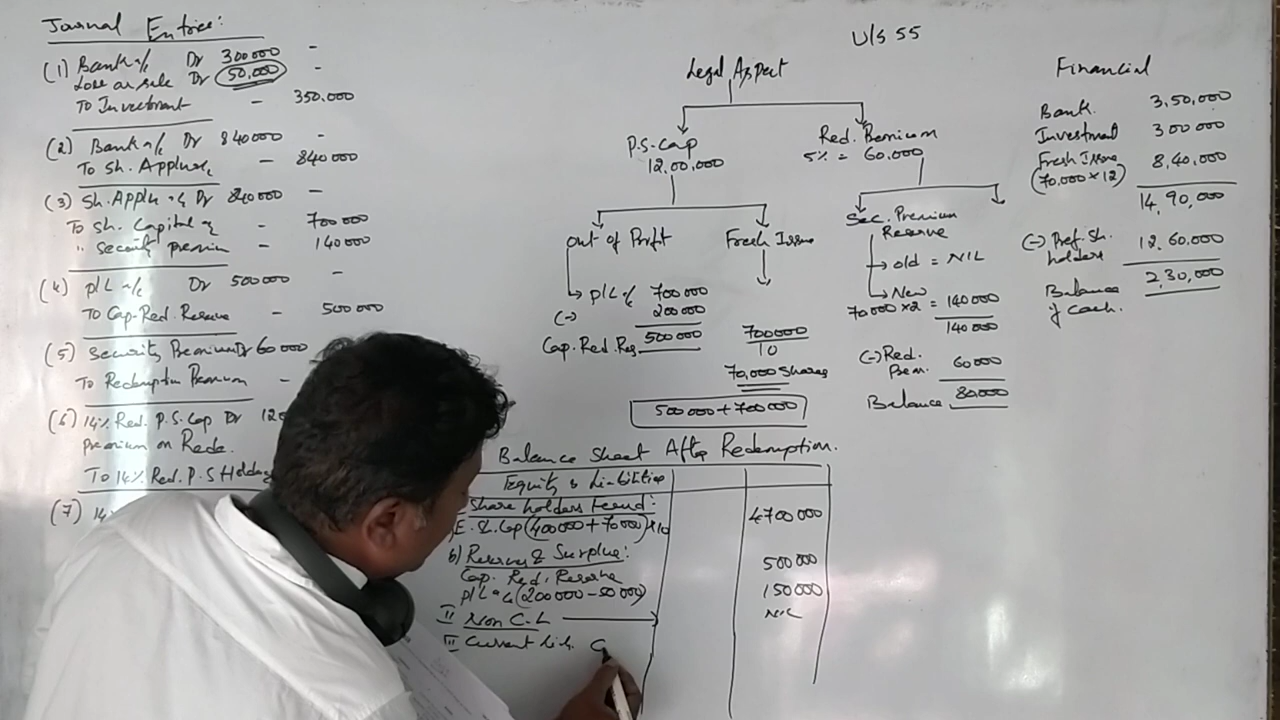 Journal Entries:
(1) Bank a/c Dr 300000 -
Loss on sale Dr 50,000 -
To Investment - 350,000
(2) Bank a/c Dr 840000 -
To Sh. Appln a/c - 840000
(3) Sh. Appln a/c Dr 840000 -
To Sh. Capital a/c - 700000
" security premium - 140000
(4) P/L a/c Dr 500000 -
To Cap. Red. Reserve - 500000
(5) Security Premium Dr 60000
To Redemption Premium -
(6) 14% Red. P.S. Cap Dr 120
Premium on Rede.
To 14% Red. P.S Holders
(7) 14
U/s 55
Legal Aspect
P.S. Cap
12,00,000
Red. Premium
5% = 60,000
out of Profit
Fresh Issue
P/L a/c 700000
(-) 200000
Cap. Red. Res 500000
700000
10
70,000 Shares
500000 + 700000
Sec. Premium
Reserve
old = NIL
New
70000 x 2 = 140000
140000
(-) Red. Prem. 60000
Balance 80,000
Financial
Bank. 3,50,000
Investment 300000
Fresh Issue 8,40,000
(70,000 x 12)
14,90,000
(-) Pref. Sh. holders 12,60,000
Balance of cash. 2,30,000
Balance Sheet After Redemption.
Equity & Liabilities
Share holders Fund:
E. Sh. Cap (400000 + 70000) x 10 4700000
b) Reserves & Surplus:
Cap. Red. Reserve 500000
P/L a/c (200000 - 50000) 150000
II Non C.L NIL
III Current Lib. C